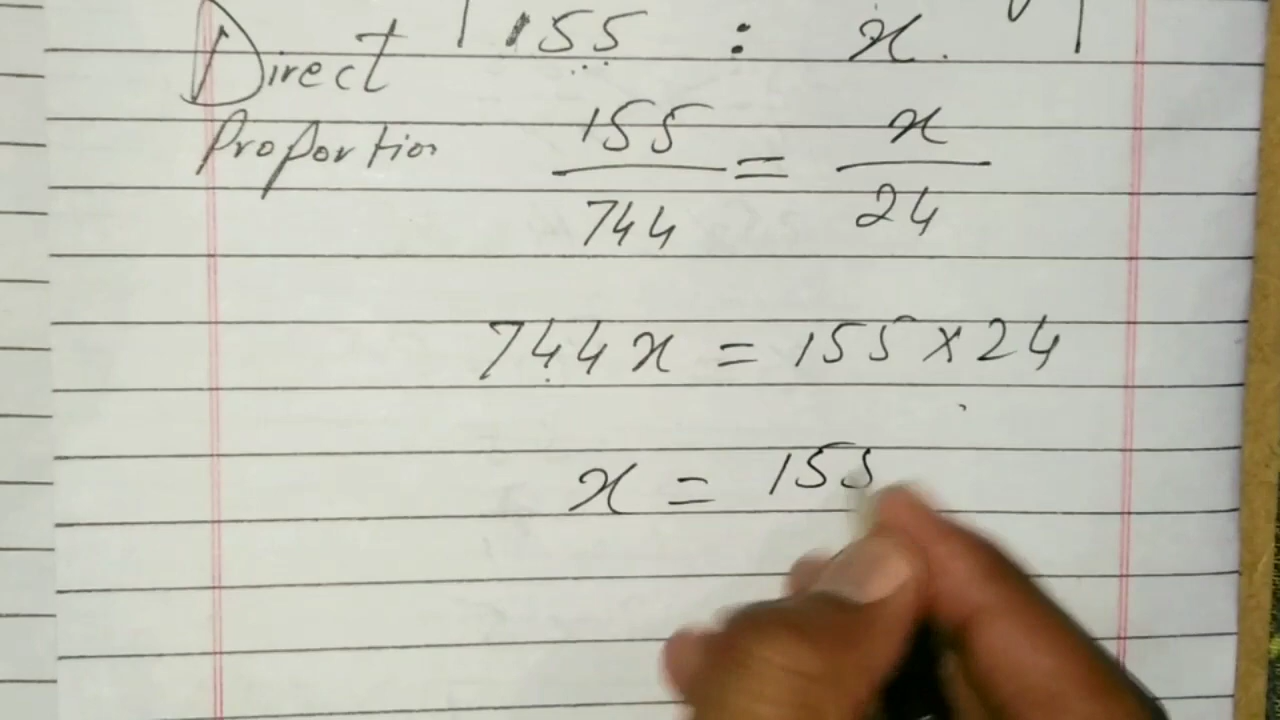 155 : x
Direct
Proportion
155/744 = x/24
744x = 155 × 24
x = 155